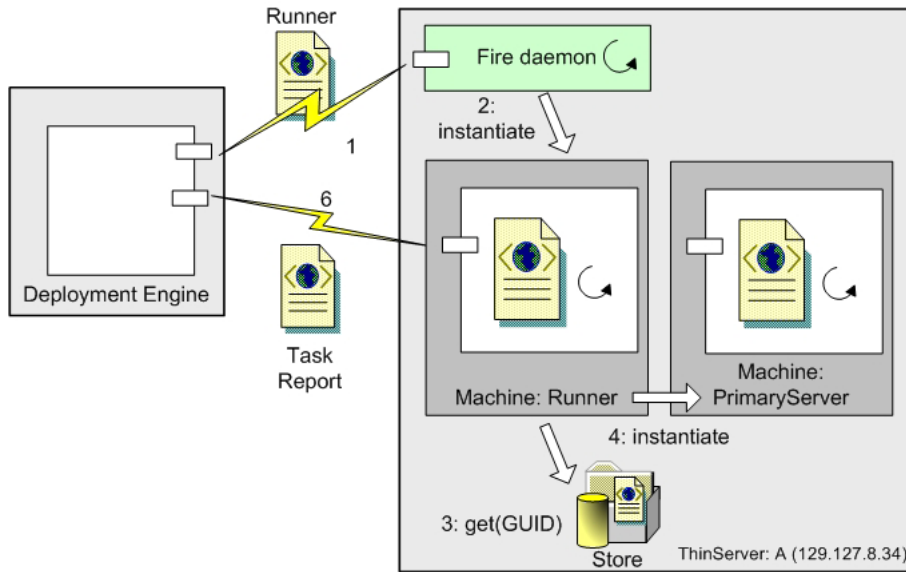 Runner
Fire daemon
1
2:
instantiate
6
Deployment Engine
Task
Report
Machine: Runner
Machine:
PrimaryServer
4: instantiate
3: get(GUID)
Store
ThinServer: A (129.127.8.34)